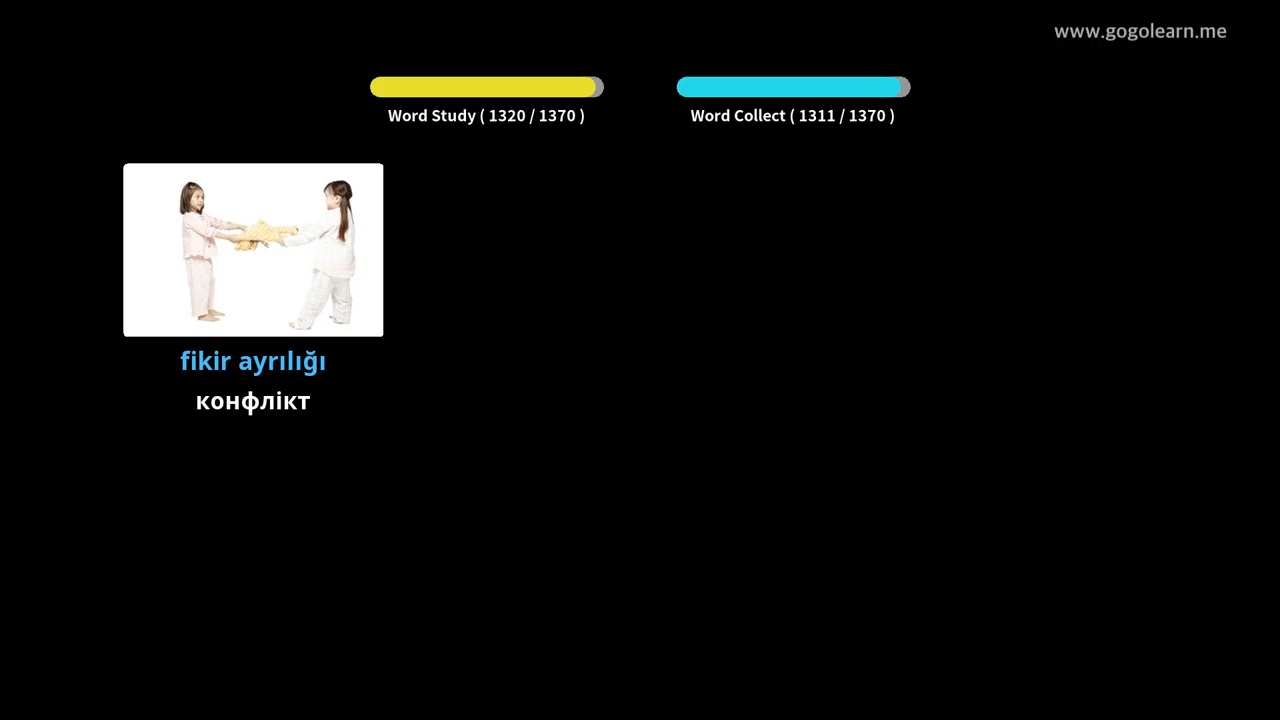 www.gogolearn.me
Word Study ( 1320 / 1370 )
Word Collect ( 1311 / 1370 )
fikir ayrılığı
конфлікт